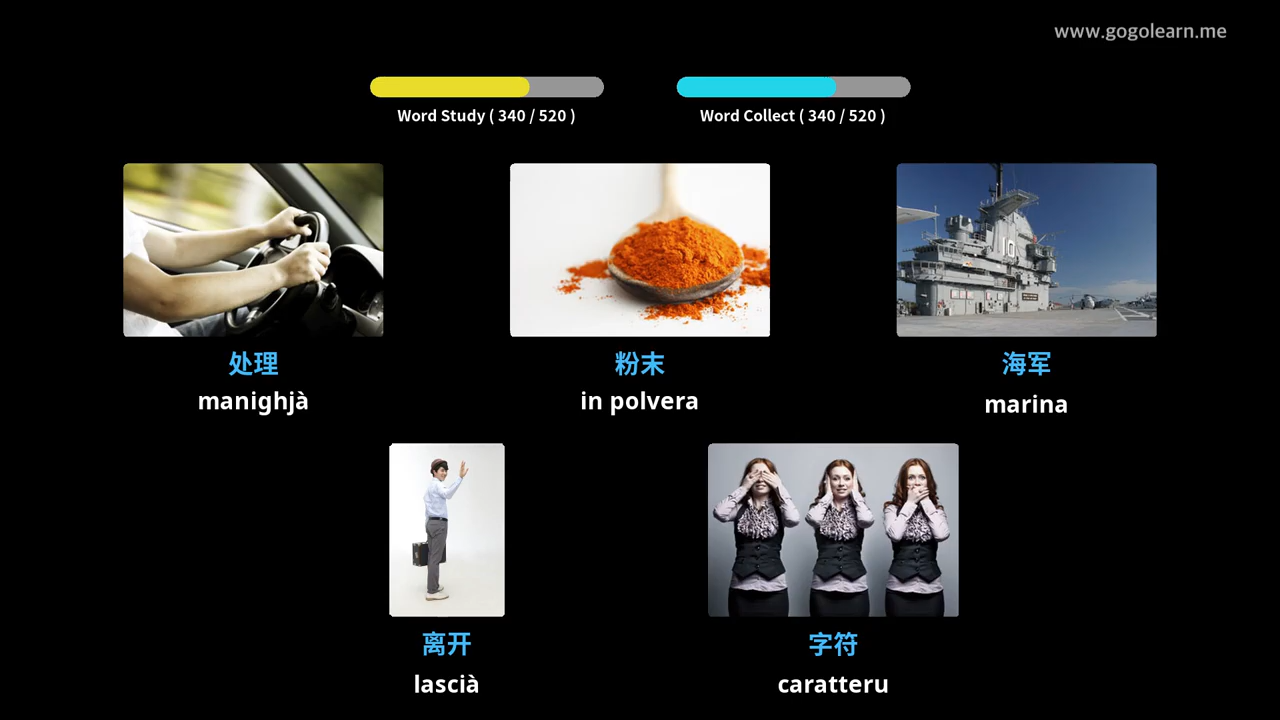 www.gogolearn.me
Word Study ( 340 / 520 )
Word Collect ( 340 / 520 )
处理
manighjà
粉末
in polvera
16
海军
marina
离开
lascià
字符
caratteru